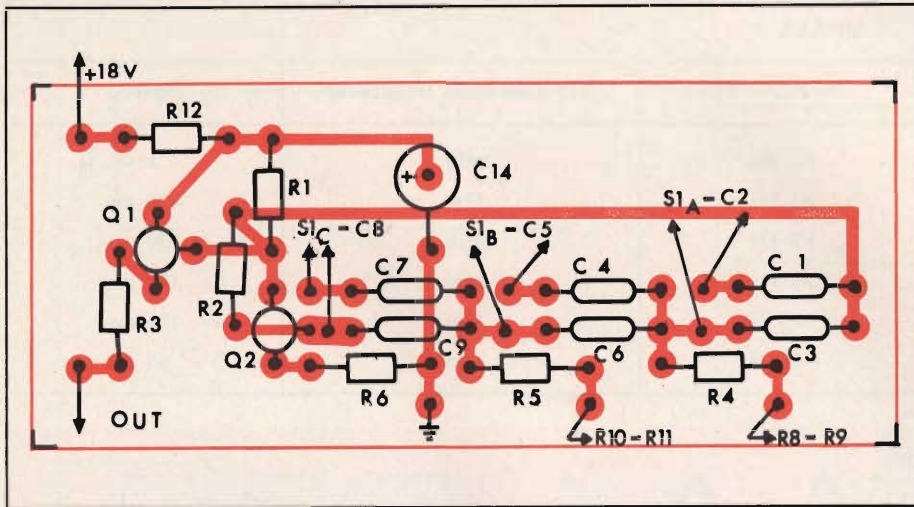 +18V
R12
R1
+
C14
Q1
S1C-C8
S1B-C5
S1A-C2
C7
C4
C1
R3
R2
Q2
C9
C6
C3
R6
R5
R4
OUT
R10-R11
R8-R9